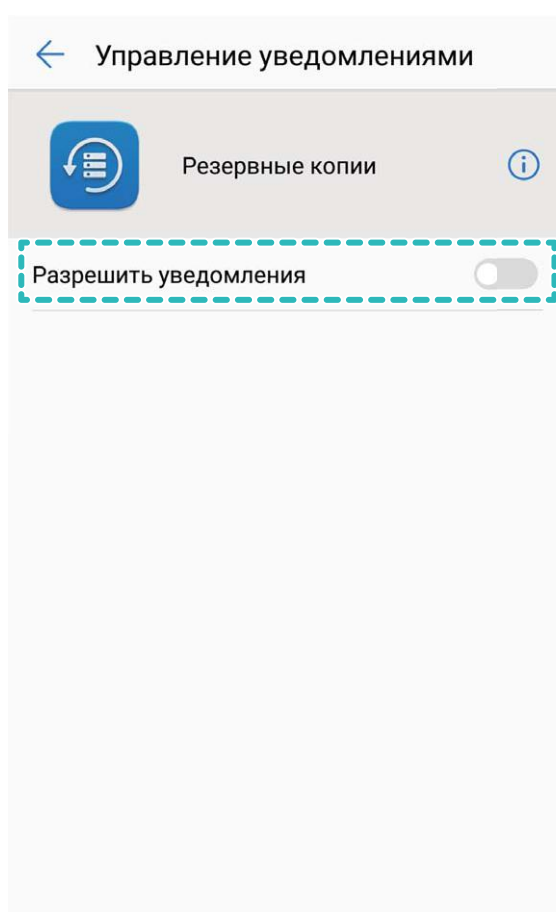 Управление уведомлениями
Резервные копии
Разрешить уведомления